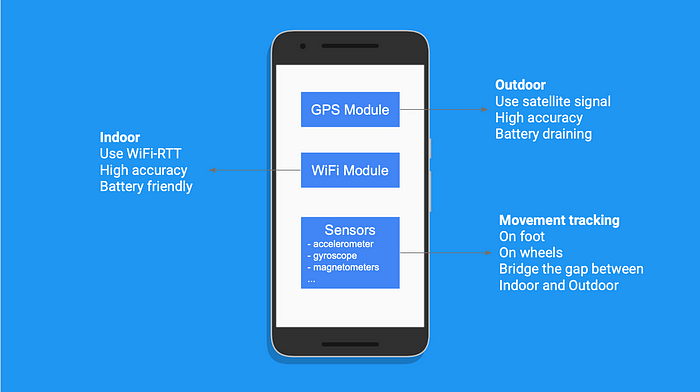 Indoor
Use WiFi-RTT
High accuracy
Battery friendly
GPS Module
WiFi Module
Sensors
- accelerometer
- gyroscope
- magnetometers
...
Outdoor
Use satellite signal
High accuracy
Battery draining
Movement tracking
On foot
On wheels
Bridge the gap between
Indoor and Outdoor